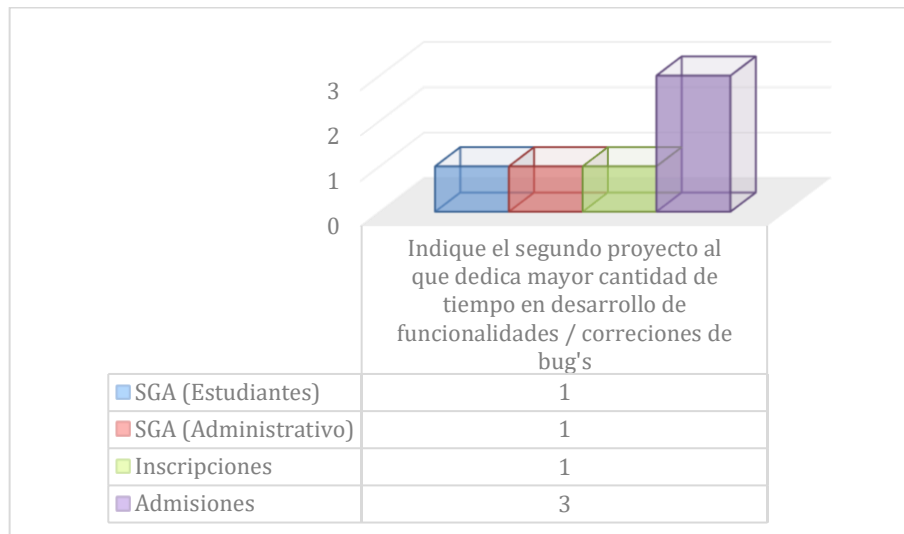 3
2
1
0
Indique el segundo proyecto al
que dedica mayor cantidad de
tiempo en desarrollo de
funcionalidades / correciones de
bug's
SGA (Estudiantes) 1
SGA (Administrativo) 1
Inscripciones 1
Admisiones 3